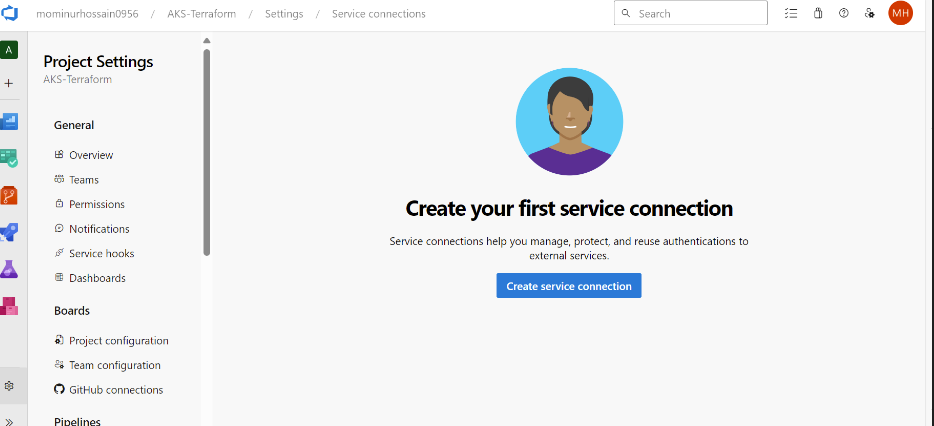 mominurhossain0956 / AKS-Terraform / Settings / Service connections
Search
MH
A
Project Settings
AKS-Terraform
General
Overview
Teams
Permissions
Notifications
Service hooks
Dashboards
Boards
Project configuration
Team configuration
GitHub connections
Pipelines
Create your first service connection
Service connections help you manage, protect, and reuse authentications to
external services.
Create service connection